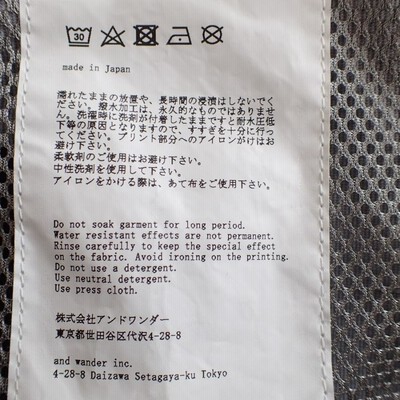 30
made in Japan
濡れたままの放置や、長時間の浸漬はしないでく
ださい。撥水加工は、永久的なものではありませ
ん。洗濯時に洗剤が付着したままですと耐水圧低
下等の原因となりますので、すすぎを十分に行っ
てください。プリント部分へのアイロンがけはお
避け下さい。
柔軟剤のご使用はお避け下さい。
中性洗剤を使用して下さい。
アイロンをかける際は、あて布をご使用下さい。
Do not soak garment for long period.
Water resistant effects are not permanent.
Rinse carefully to keep the special effect
on the fabric. Avoid ironing on the printing.
Do not use a detergent.
Use neutral detergent.
Use press cloth.
株式会社アンドワンダー
東京都世田谷区代沢4-28-8
and wander inc.
4-28-8 Daizawa Setagaya-ku Tokyo